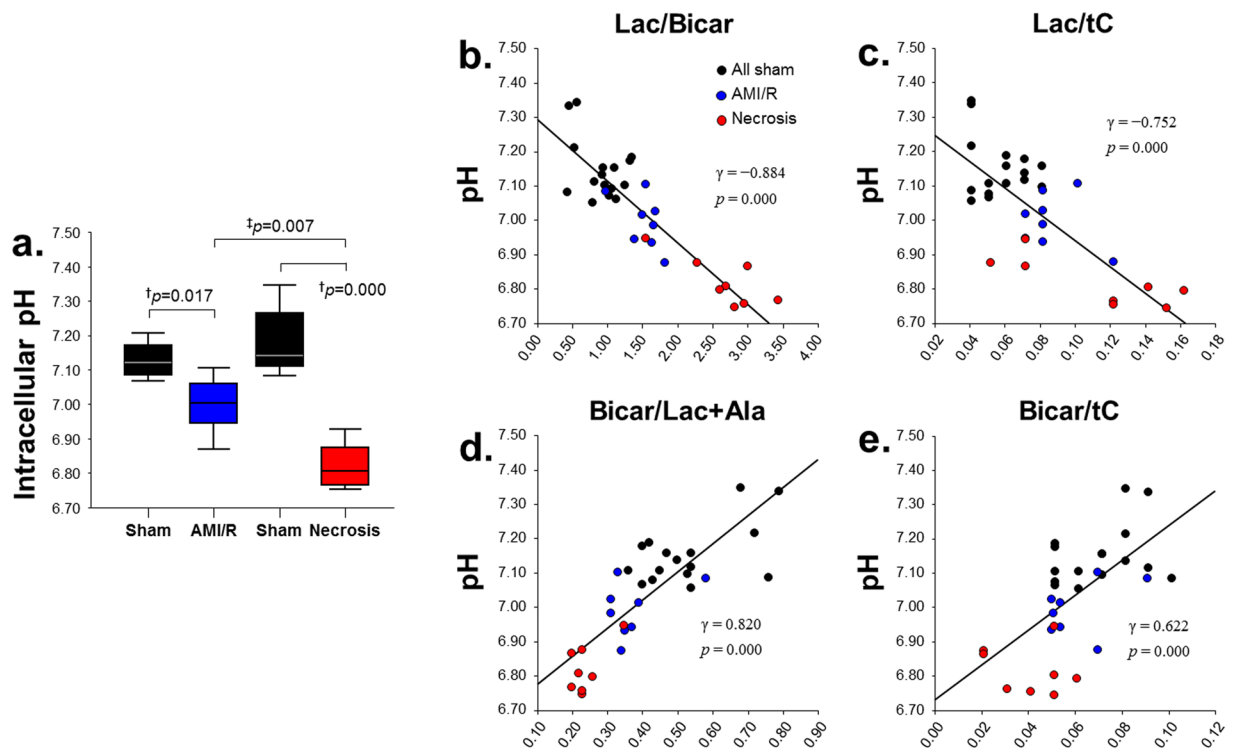 a.
Intracellular pH
7.50
7.40
7.30
7.20
7.10
7.00
6.90
6.80
6.70
‡p=0.007
†p=0.017
†p=0.000
Sham AMI/R Sham Necrosis
b.
Lac/Bicar
pH
7.50
7.40
7.30
7.20
7.10
7.00
6.90
6.80
6.70
All sham
AMI/R
Necrosis
γ = −0.884
p = 0.000
0.00 0.50 1.00 1.50 2.00 2.50 3.00 3.50 4.00
c.
Lac/tC
pH
7.50
7.40
7.30
7.20
7.10
7.00
6.90
6.80
6.70
γ = −0.752
p = 0.000
0.02 0.04 0.06 0.08 0.10 0.12 0.14 0.16 0.18
d.
Bicar/Lac+Ala
pH
7.50
7.40
7.30
7.20
7.10
7.00
6.90
6.80
6.70
γ = 0.820
p = 0.000
0.10 0.20 0.30 0.40 0.50 0.60 0.70 0.80 0.90
e.
Bicar/tC
pH
7.50
7.40
7.30
7.20
7.10
7.00
6.90
6.80
6.70
γ = 0.622
p = 0.000
0.00 0.02 0.04 0.06 0.08 0.10 0.12